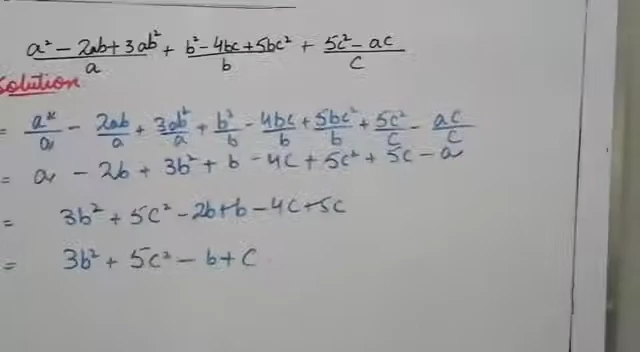 a² - 2ab + 3ab² / a + b² - 4bc + 5bc² / b + 5c² - ac / c
Solution
= a² / a - 2ab / a + 3ab² / a + b² / b - 4bc / b + 5bc² / b + 5c² / c - ac / c
= a - 2b + 3b² + b - 4c + 5c² + 5c - a
= 3b² + 5c² - 2b + b - 4c + 5c
= 3b² + 5c² - b + c